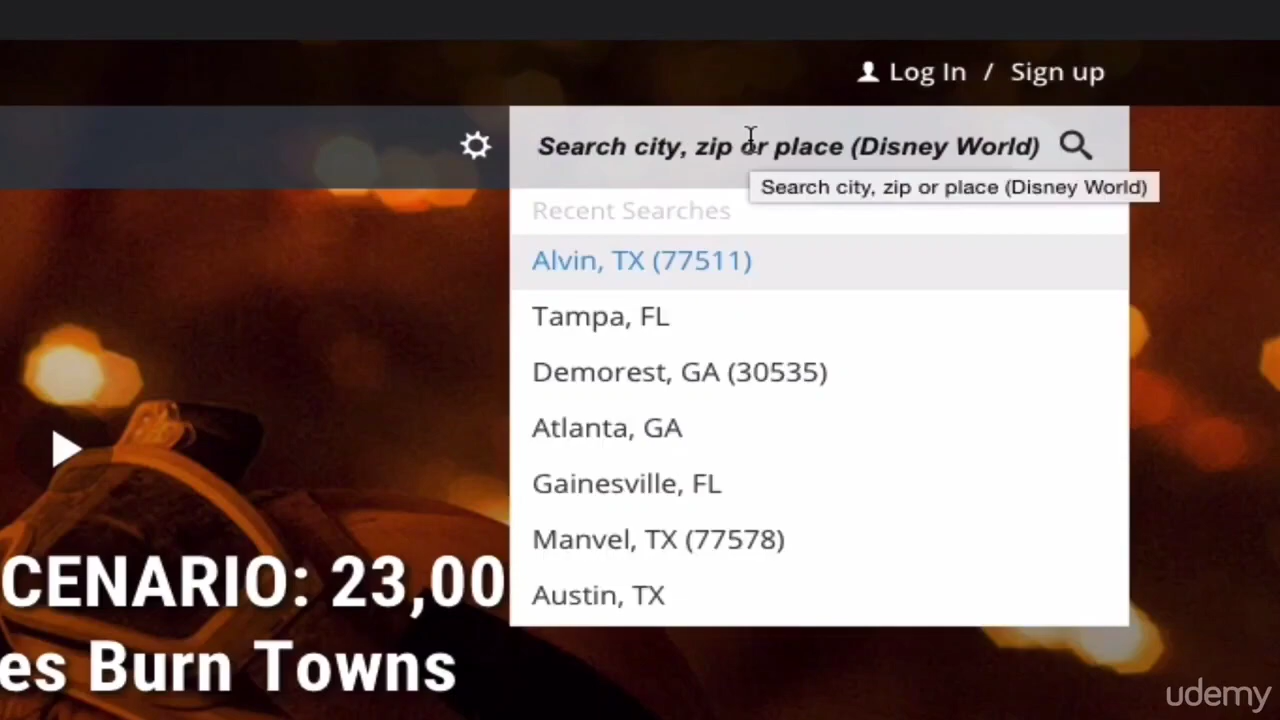 Log In / Sign up
Search city, zip or place (Disney World)
Search city, zip or place (Disney World)
Recent Searches
Alvin, TX (77511)
Tampa, FL
Demorest, GA (30535)
Atlanta, GA
Gainesville, FL
Manvel, TX (77578)
Austin, TX
CENARIO: 23,00
es Burn Towns
udemy